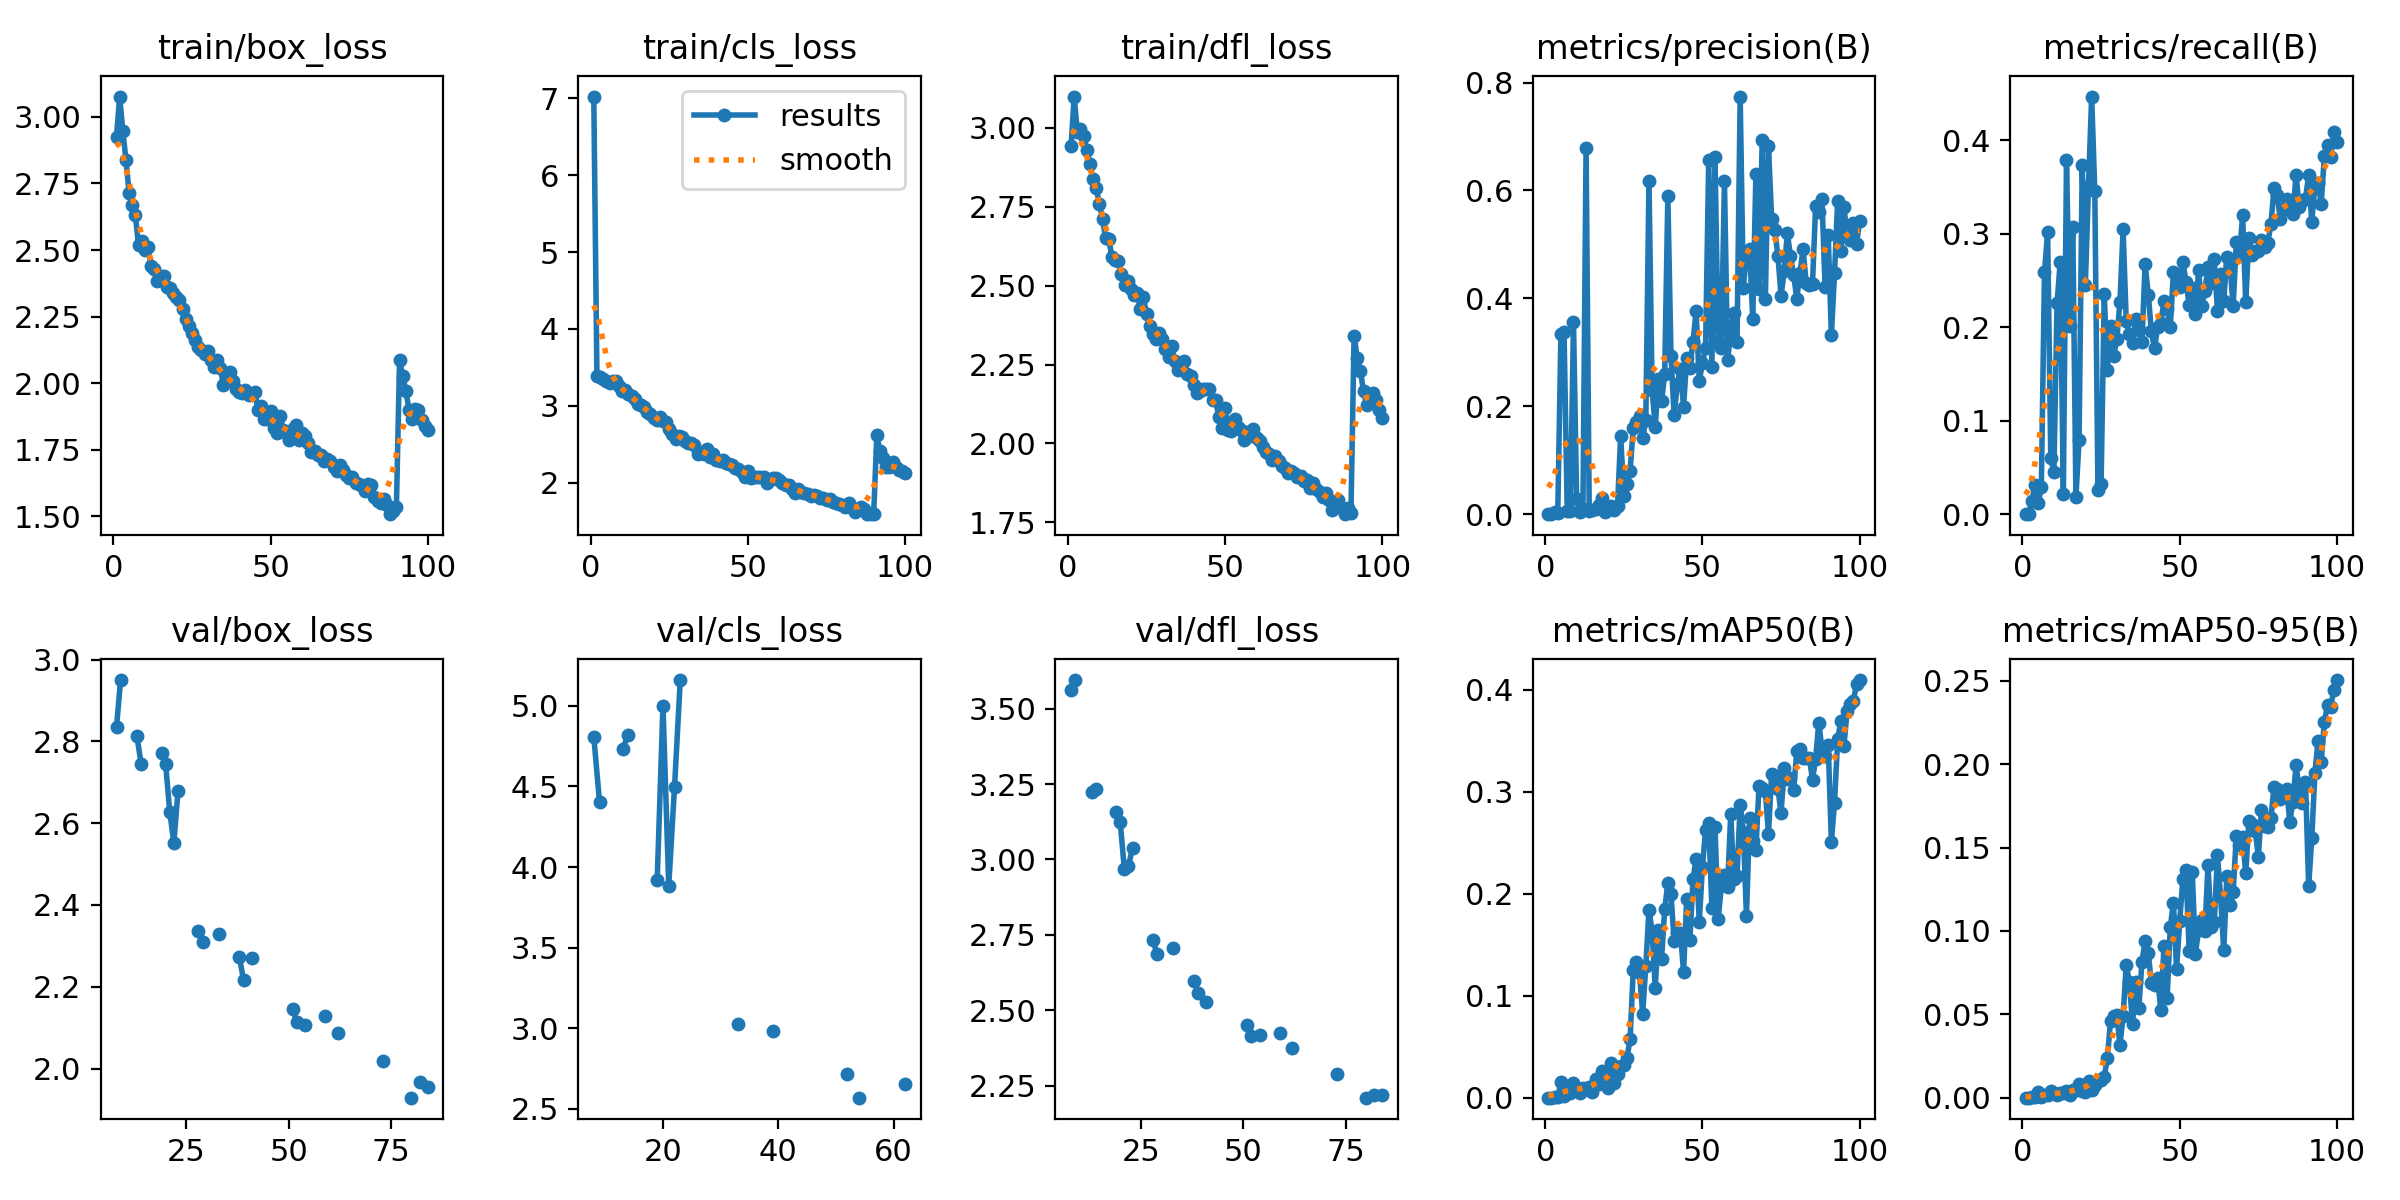 train/box_loss
train/cls_loss
train/dfl_loss
metrics/precision(B)
metrics/recall(B)
3.00
2.75
2.50
2.25
2.00
1.75
1.50
0 50 100
7
6
5
4
3
2
results
smooth
0 50 100
3.00
2.75
2.50
2.25
2.00
1.75
0 50 100
0.8
0.6
0.4
0.2
0.0
0 50 100
0.4
0.3
0.2
0.1
0.0
0 50 100
val/box_loss
val/cls_loss
val/dfl_loss
metrics/mAP50(B)
metrics/mAP50-95(B)
3.0
2.8
2.6
2.4
2.2
2.0
25 50 75
5.0
4.5
4.0
3.5
3.0
2.5
20 40 60
3.50
3.25
3.00
2.75
2.50
2.25
25 50 75
0.4
0.3
0.2
0.1
0.0
0 50 100
0.25
0.20
0.15
0.10
0.05
0.00
0 50 100